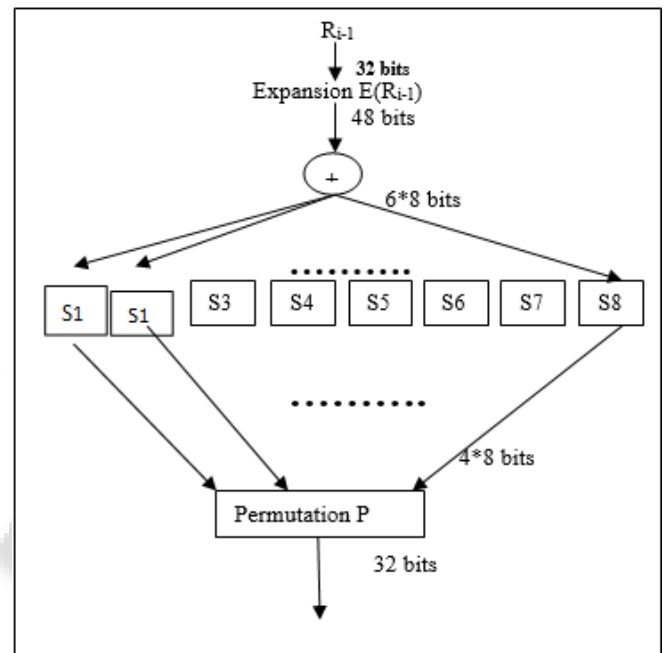 Ri-1
32 bits
Expansion E(Ri-1)
48 bits
+
6*8 bits
..........
S1 S1 S3 S4 S5 S6 S7 S8
..........
4*8 bits
Permutation P
32 bits